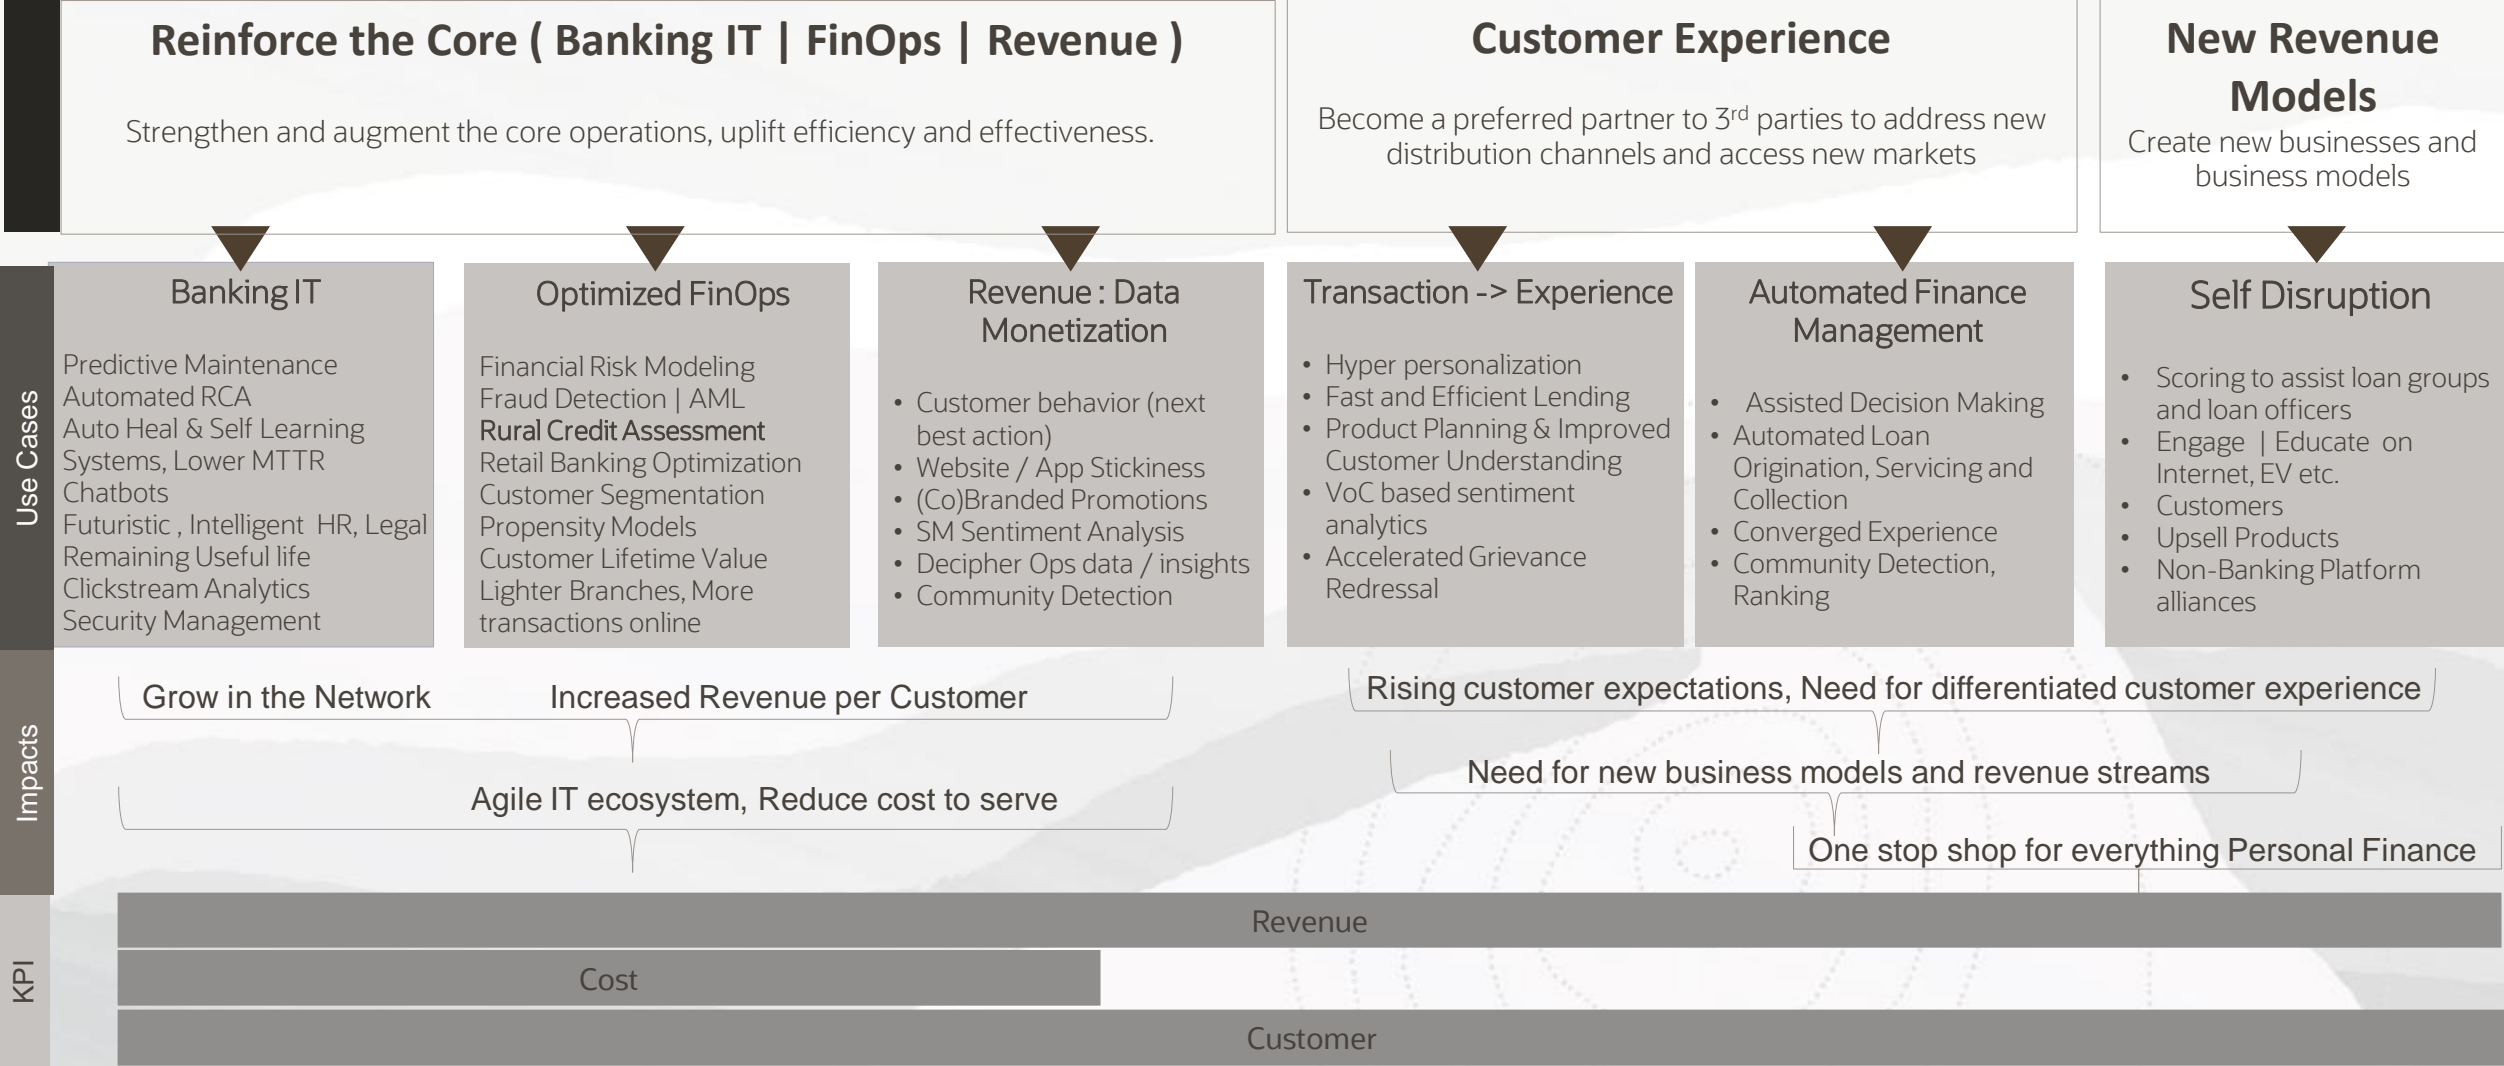 Reinforce the Core ( Banking IT | FinOps | Revenue )
Strengthen and augment the core operations, uplift efficiency and effectiveness.
Customer Experience
Become a preferred partner to 3rd parties to address new
distribution channels and access new markets
New Revenue
Models
Create new businesses and
business models
Use Cases
Banking IT
Predictive Maintenance
Automated RCA
Auto Heal & Self Learning
Systems, Lower MTTR
Chatbots
Futuristic , Intelligent HR, Legal
Remaining Useful life
Clickstream Analytics
Security Management
Optimized FinOps
Financial Risk Modeling
Fraud Detection | AML
Rural Credit Assessment
Retail Banking Optimization
Customer Segmentation
Propensity Models
Customer Lifetime Value
Lighter Branches, More
transactions online
Revenue : Data
Monetization
• Customer behavior (next
best action)
• Website / App Stickiness
• (Co)Branded Promotions
• SM Sentiment Analysis
• Decipher Ops data / insights
• Community Detection
Transaction -> Experience
• Hyper personalization
• Fast and Efficient Lending
• Product Planning & Improved
Customer Understanding
• VoC based sentiment
analytics
• Accelerated Grievance
Redressal
Automated Finance
Management
• Assisted Decision Making
• Automated Loan
Origination, Servicing and
Collection
• Converged Experience
• Community Detection,
Ranking
Self Disruption
• Scoring to assist loan groups
and loan officers
• Engage | Educate on
Internet, EV etc.
• Customers
• Upsell Products
• Non-Banking Platform
alliances
Impacts
Grow in the Network
Increased Revenue per Customer
Agile IT ecosystem, Reduce cost to serve
Rising customer expectations, Need for differentiated customer experience
Need for new business models and revenue streams
One stop shop for everything Personal Finance
KPI
Revenue
Cost
Customer